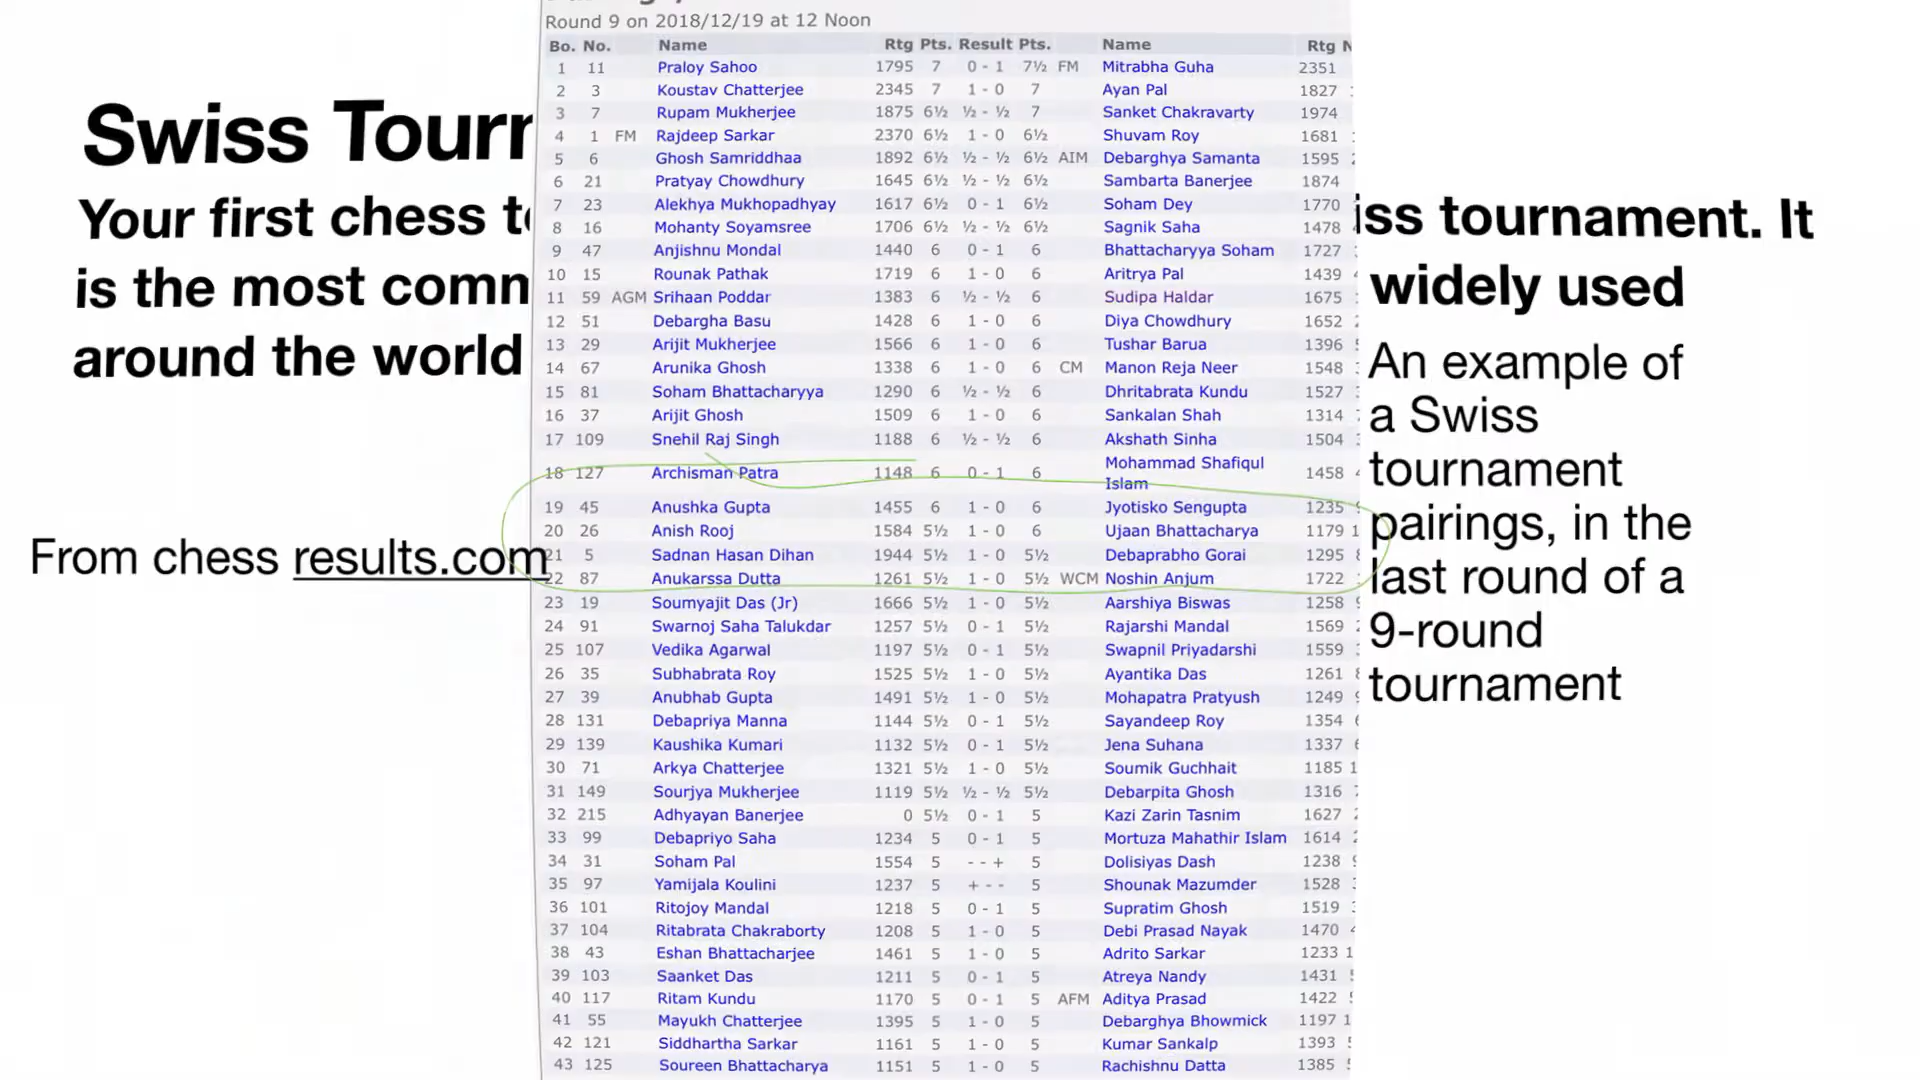 Round 9 on 2018/12/19 at 12 Noon
Bo. No. Name Rtg Pts. Result Pts. Name Rtg
1 11 Praloy Sahoo 1795 7 0 - 1 7½ FM Mitrabha Guha 2351
2 3 Koustav Chatterjee 2345 7 1 - 0 7 Ayan Pal 1827
3 7 Rupam Mukherjee 1875 6½ ½ - ½ 7 Sanket Chakravarty 1974
4 1 FM Rajdeep Sarkar 2370 6½ 1 - 0 6½ Shuvam Roy 1681
5 6 Ghosh Samriddhaa 1892 6½ ½ - ½ 6½ AIM Debarghya Samanta 1595
6 21 Pratyay Chowdhury 1645 6½ ½ - ½ 6½ Sambarta Banerjee 1874
7 23 Alekhya Mukhopadhyay 1617 6½ 0 - 1 6½ Soham Dey 1770
8 16 Mohanty Soyamsree 1706 6½ ½ - ½ 6½ Sagnik Saha 1478
9 47 Anjishnu Mondal 1440 6 0 - 1 6 Bhattacharyya Soham 1727
10 15 Rounak Pathak 1719 6 1 - 0 6 Aritrya Pal 1439
11 59 AGM Srihaan Poddar 1383 6 ½ - ½ 6 Sudipa Haldar 1675
12 51 Debargha Basu 1428 6 1 - 0 6 Diya Chowdhury 1652
13 29 Arijit Mukherjee 1566 6 1 - 0 6 Tushar Barua 1396
14 67 Arunika Ghosh 1338 6 1 - 0 6 CM Manon Reja Neer 1548
15 81 Soham Bhattacharyya 1290 6 ½ - ½ 6 Dhritabrata Kundu 1527
16 37 Arijit Ghosh 1509 6 1 - 0 6 Sankalan Shah 1314
17 109 Snehil Raj Singh 1188 6 ½ - ½ 6 Akshath Sinha 1504
18 127 Archisman Patra 1148 6 0 - 1 6 Mohammad Shafiqul Islam 1458
19 45 Anushka Gupta 1455 6 1 - 0 6 Jyotisko Sengupta 1235
20 26 Anish Rooj 1584 5½ 1 - 0 6 Ujaan Bhattacharya 1179
21 5 Sadnan Hasan Dihan 1944 5½ 1 - 0 5½ Debaprabho Gorai 1295
22 87 Anukarssa Dutta 1261 5½ 1 - 0 5½ WCM Noshin Anjum 1722
23 19 Soumyajit Das (Jr) 1666 5½ 1 - 0 5½ Aarshiya Biswas 1258
24 91 Swarnoj Saha Talukdar 1257 5½ 0 - 1 5½ Rajarshi Mandal 1569
25 107 Vedika Agarwal 1197 5½ 0 - 1 5½ Swapnil Priyadarshi 1559
26 35 Subhabrata Roy 1525 5½ 1 - 0 5½ Ayantika Das 1261
27 39 Anubhab Gupta 1491 5½ 1 - 0 5½ Mohapatra Pratyush 1249
28 131 Debapriya Manna 1144 5½ 0 - 1 5½ Sayandeep Roy 1354
29 139 Kaushika Kumari 1132 5½ 0 - 1 5½ Jena Suhana 1337
30 71 Arkya Chatterjee 1321 5½ 1 - 0 5½ Soumik Guchhait 1185
31 149 Sourjya Mukherjee 1119 5½ ½ - ½ 5½ Debarpita Ghosh 1316
32 215 Adhyayan Banerjee 0 5½ 0 - 1 5 Kazi Zarin Tasnim 1627
33 99 Debapriyo Saha 1234 5 0 - 1 5 Mortuza Mahathir Islam 1614
34 31 Soham Pal 1554 5 - - + 5 Dolisiyas Dash 1238
35 97 Yamijala Koulini 1237 5 + - - 5 Shounak Mazumder 1528
36 101 Ritojoy Mandal 1218 5 0 - 1 5 Supratim Ghosh 1519
37 104 Ritabrata Chakraborty 1208 5 1 - 0 5 Debi Prasad Nayak 1470
38 43 Eshan Bhattacharjee 1461 5 1 - 0 5 Adrito Sarkar 1233
39 103 Saanket Das 1211 5 0 - 1 5 Atreya Nandy 1431
40 117 Ritam Kundu 1170 5 0 - 1 5 AFM Aditya Prasad 1422
41 55 Mayukh Chatterjee 1395 5 1 - 0 5 Debarghya Bhowmick 1197
42 121 Siddhartha Sarkar 1161 5 1 - 0 5 Kumar Sankalp 1393
43 125 Soureen Bhattacharya 1151 5 1 - 0 5 Rachishnu Datta 1385
Swiss Tourn
Your first chess
iss tournament. It
is the most comm
widely used
around the world
An example of
a Swiss
tournament
pairings, in the
last round of a
9-round
tournament
From chess results.com